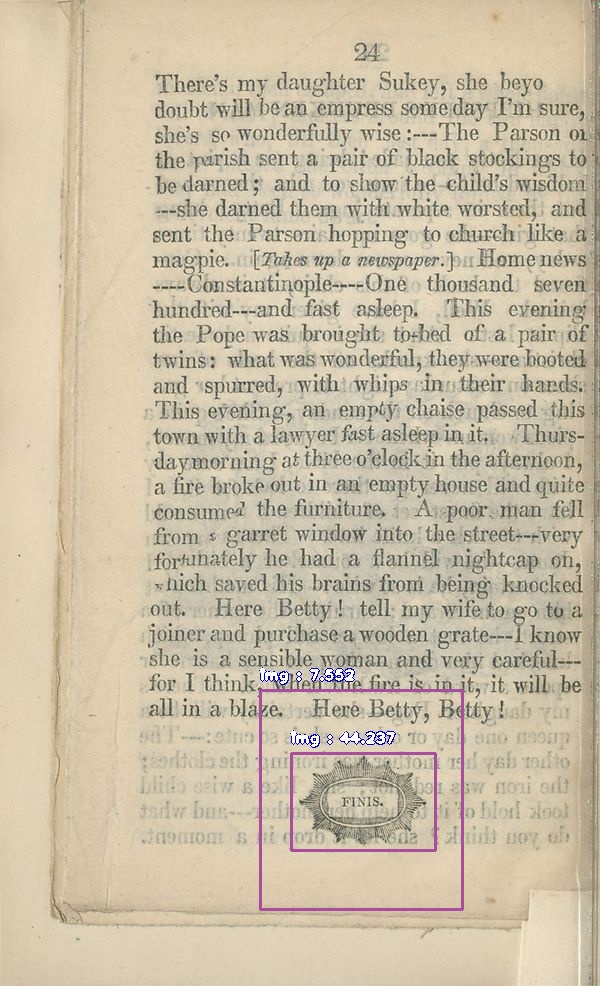 24
There's my daughter Sukey, she beyo
doubt will be an empress some day I'm sure,
she's so wonderfully wise:---The Parson of
the parish sent a pair of black stockings to
be darned; and to show the child's wisdom
---she darned them with white worsted, and
sent the Parson hopping to church like a
magpie. [Takes up a newspaper.] Home news
----Constantinople----One thousand seven
hundred---and fast asleep. This evening
the Pope was brought to-bed of a pair of
twins: what was wonderful, they were booted
and spurred, with whips in their hands.
This evening, an empty chaise passed this
town with a lawyer fast asleep in it. Thurs-
day morning at three o'clock in the afternoon,
a fire broke out in an empty house and quite
consumed the furniture. A poor man fell
from a garret window into the street---very
fortunately he had a flannel nightcap on,
which saved his brains from being knocked
out. Here Betty! tell my wife to go to a
joiner and purchase a wooden grate---I know
she is a sensible woman and very careful---
img : 7.552
for I think, when the fire is in it, it will be
all in a blaze. Here Betty, Betty!
img : 44.237
FINIS.